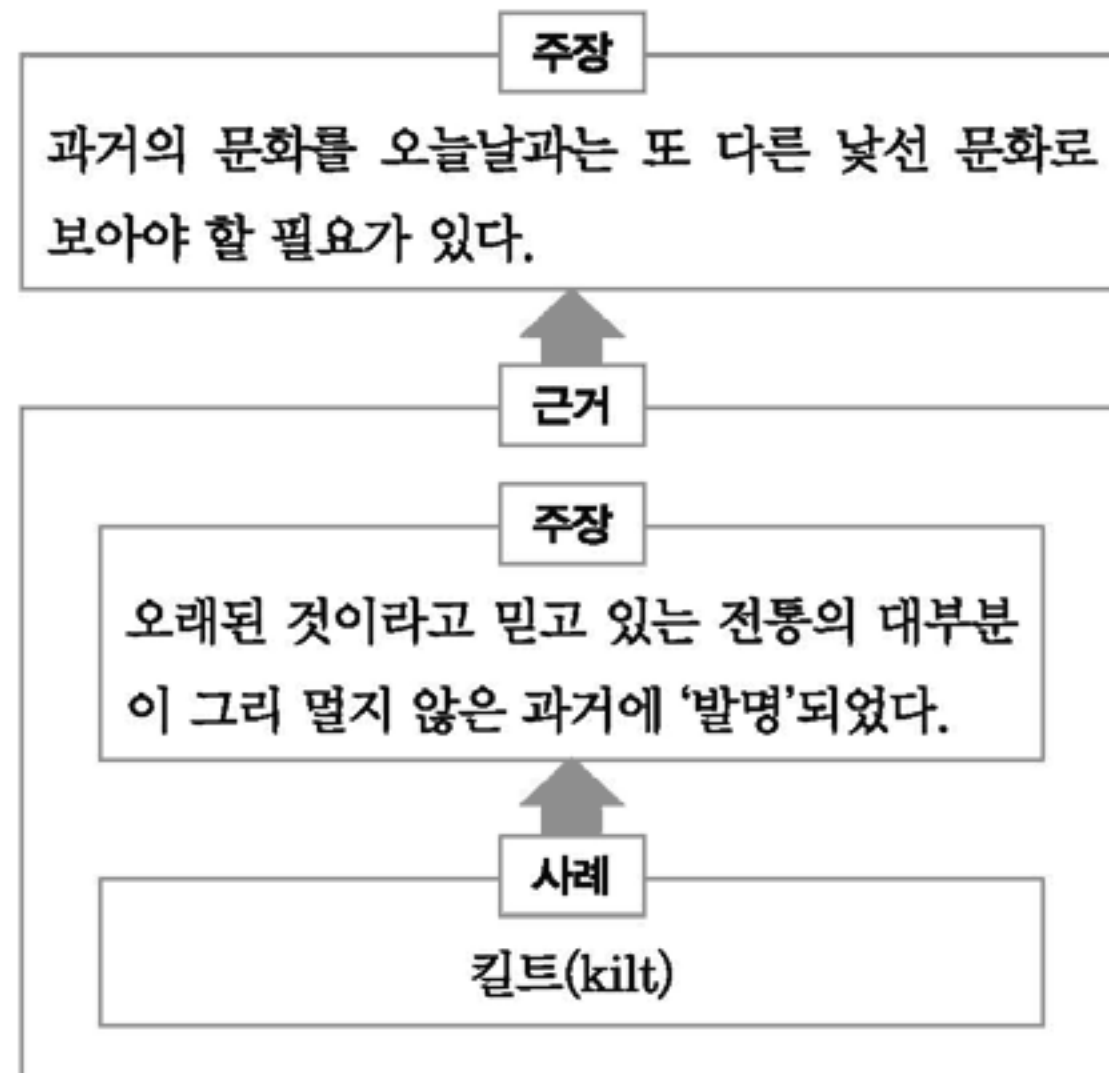 주장
과거의 문화를 오늘날과는 또 다른 낯선 문화로
보아야 할 필요가 있다.
근거
주장
오래된 것이라고 믿고 있는 전통의 대부분
이 그리 멀지 않은 과거에 ‘발명’되었다.
사례
킬트(kilt)